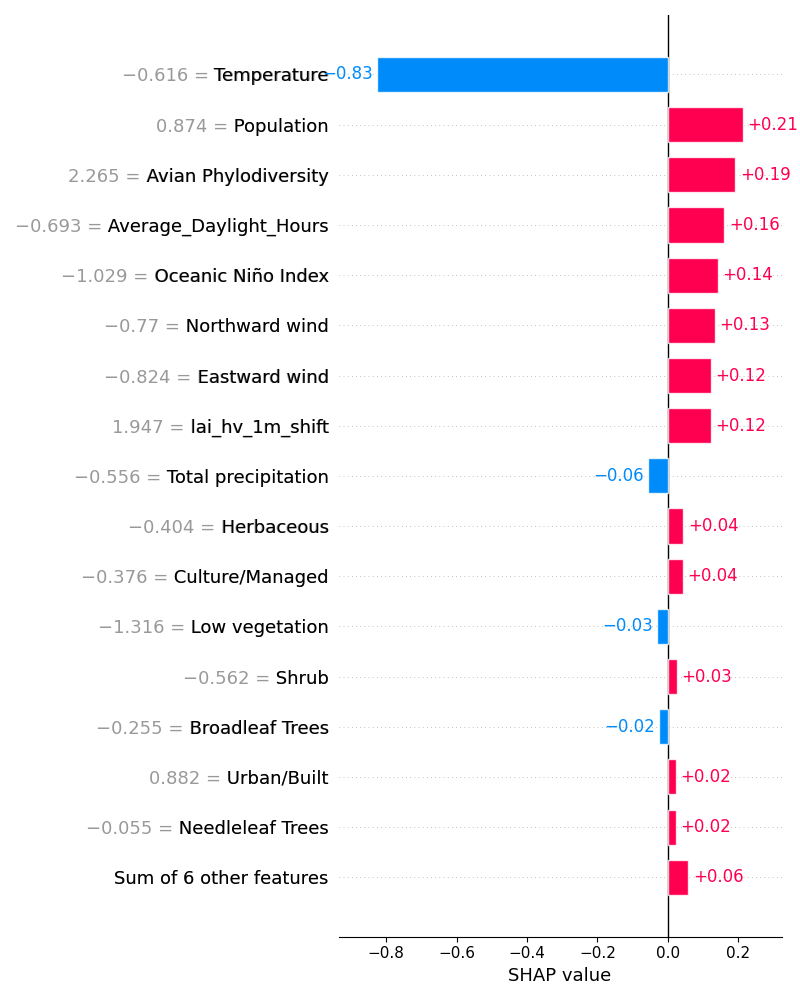 −0.616 = Temperature −0.83
0.874 = Population +0.21
2.265 = Avian Phylodiversity +0.19
−0.693 = Average_Daylight_Hours +0.16
−1.029 = Oceanic Niño Index +0.14
−0.77 = Northward wind +0.13
−0.824 = Eastward wind +0.12
1.947 = lai_hv_1m_shift +0.12
−0.556 = Total precipitation −0.06
−0.404 = Herbaceous +0.04
−0.376 = Culture/Managed +0.04
−1.316 = Low vegetation −0.03
−0.562 = Shrub +0.03
−0.255 = Broadleaf Trees −0.02
0.882 = Urban/Built +0.02
−0.055 = Needleleaf Trees +0.02
Sum of 6 other features +0.06
−0.8 −0.6 −0.4 −0.2 0.0 0.2
SHAP value